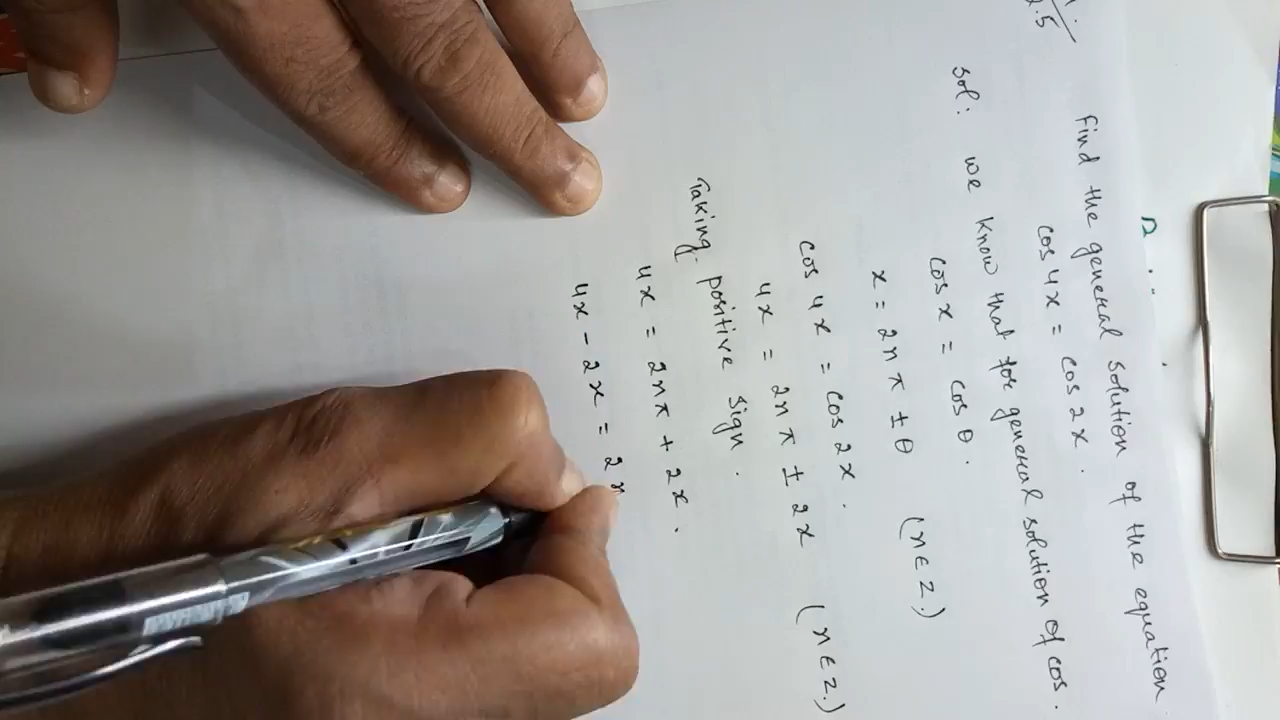 2.5
Find the general solution of the equation
cos 4x = cos 2x.
Sol: we know that for general solution of cos.
cos x = cos θ.
x = 2nπ ± θ (n∈Z.)
cos 4x = cos 2x.
4x = 2nπ ± 2x (n∈Z.)
Taking positive sign.
4x = 2nπ + 2x.
4x - 2x = 2n